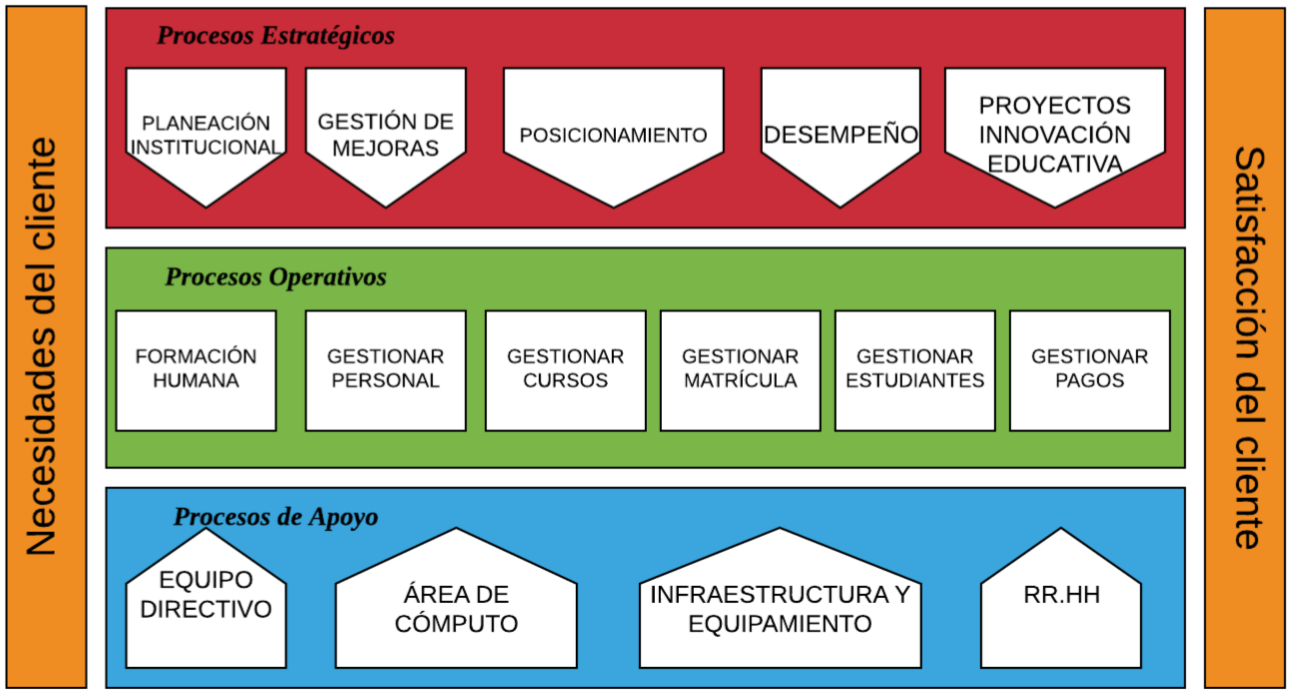 Necesidades del cliente
Procesos Estratégicos
PLANEACIÓN
INSTITUCIONAL
GESTIÓN DE
MEJORAS
POSICIONAMIENTO
DESEMPEÑO
PROYECTOS
INNOVACIÓN
EDUCATIVA
Procesos Operativos
FORMACIÓN
HUMANA
GESTIONAR
PERSONAL
GESTIONAR
CURSOS
GESTIONAR
MATRÍCULA
GESTIONAR
ESTUDIANTES
GESTIONAR
PAGOS
Procesos de Apoyo
EQUIPO
DIRECTIVO
ÁREA DE
CÓMPUTO
INFRAESTRUCTURA Y
EQUIPAMIENTO
RR.HH
Satisfacción del cliente